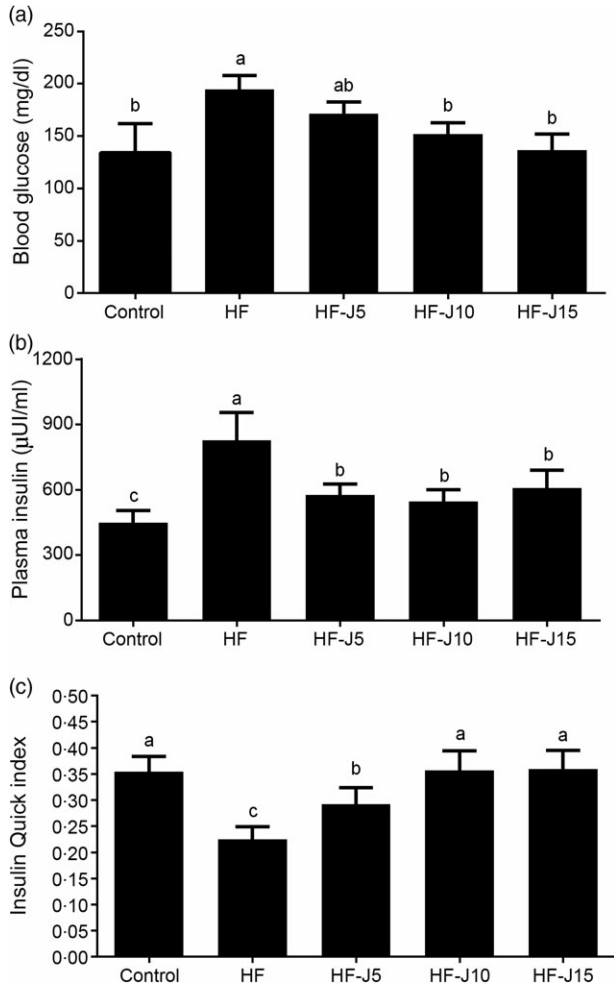 (a)
Blood glucose (mg/dl)
250
200
150
100
50
0
b
a
ab
b
b
Control HF HF-J5 HF-J10 HF-J15
(b)
Plasma insulin (μUI/ml)
1200
900
600
300
0
c
a
b
b
b
Control HF HF-J5 HF-J10 HF-J15
(c)
Insulin Quick index
0·50
0·45
0·40
0·35
0·30
0·25
0·20
0·15
0·10
0·05
0·00
a
c
b
a
a
Control HF HF-J5 HF-J10 HF-J15